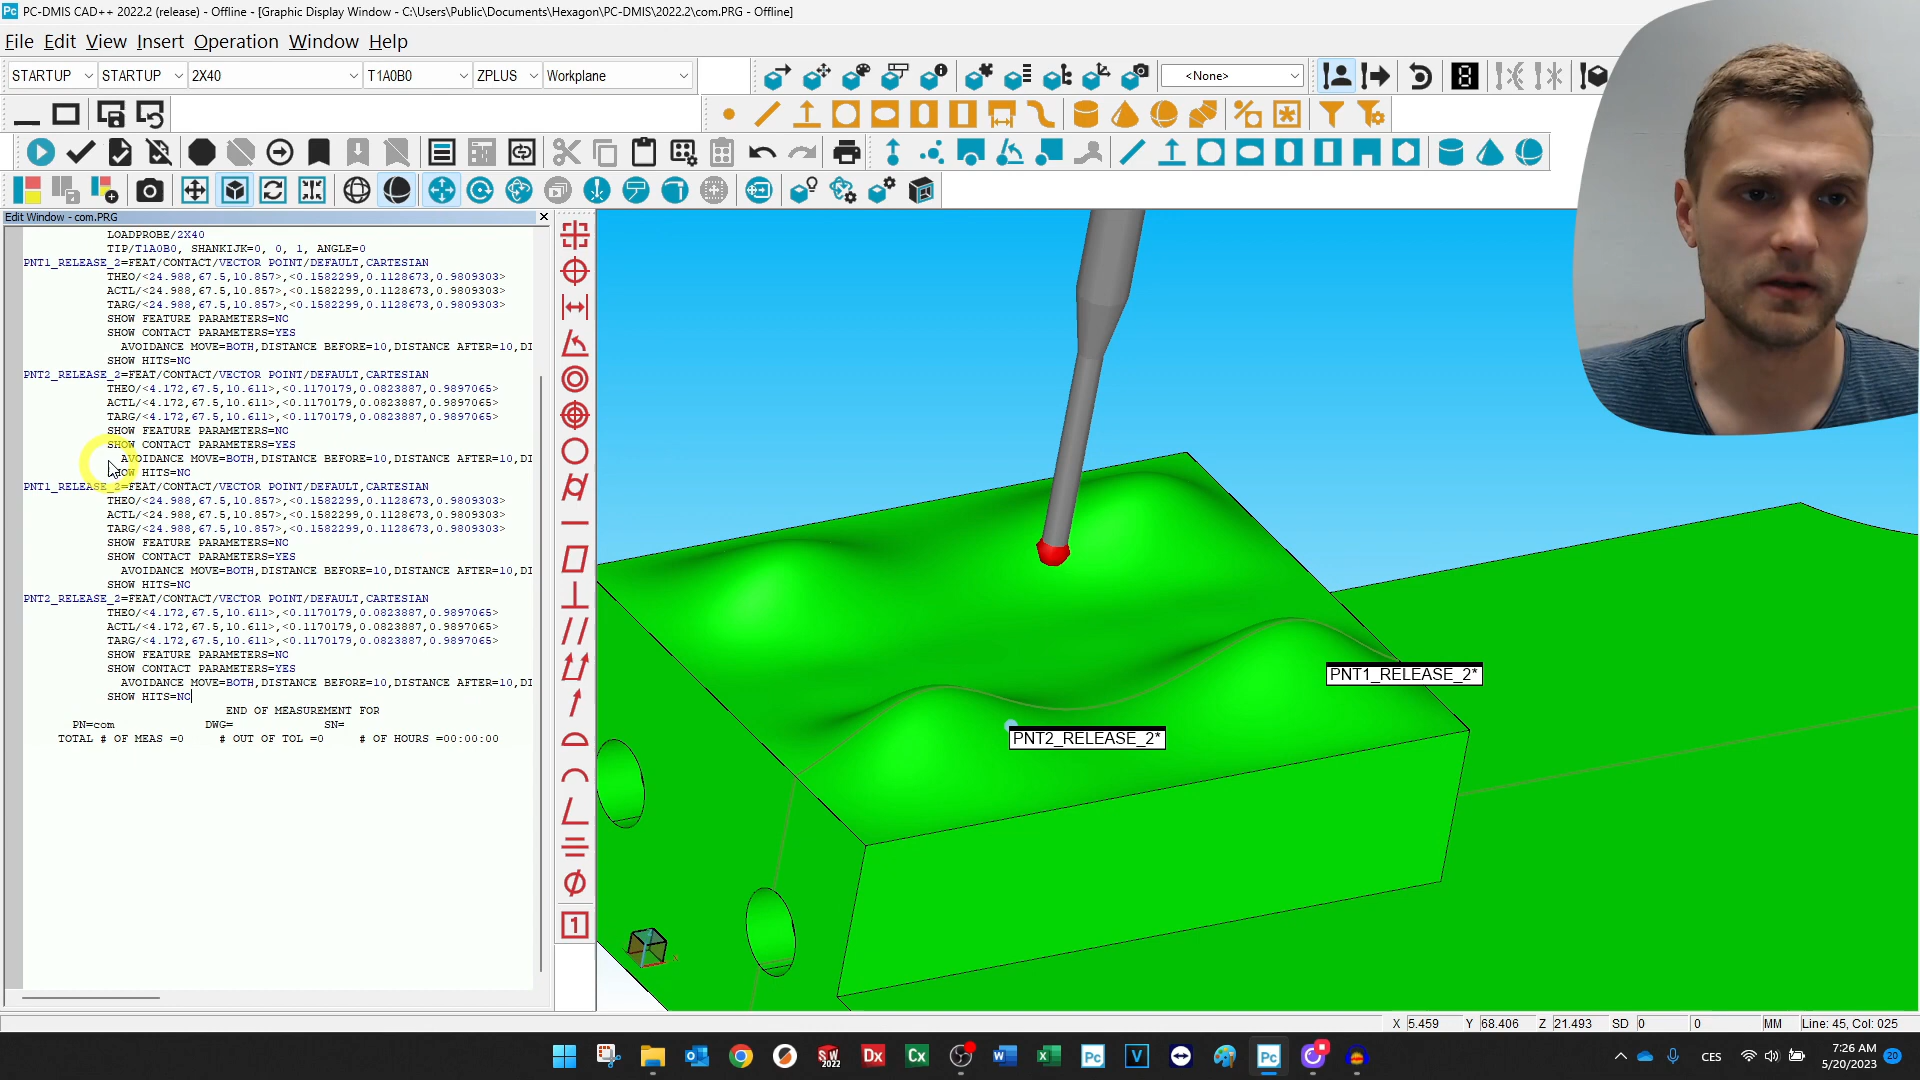 PC-DMIS CAD++ 2022.2 (release) - Offline - [Graphic Display Window - C:\Users\Public\Documents\Hexagon\PC-DMIS\2022.2\com.PRG - Offline]
File Edit View Insert Operation Window Help
STARTUP STARTUP 2X40 T1A0B0 ZPLUS Workplane <None>
Edit Window - com.PRG
LOADPROBE/2X40
TIP/T1A0B0, SHANKIJK=0, 0, 1, ANGLE=0
PNT1_RELEASE_2=FEAT/CONTACT/VECTOR POINT/DEFAULT,CARTESIAN
THEO/<24.988,67.5,10.857>,<0.1582299,0.1128673,0.9809303>
ACTL/<24.988,67.5,10.857>,<0.1582299,0.1128673,0.9809303>
TARG/<24.988,67.5,10.857>,<0.1582299,0.1128673,0.9809303>
SHOW FEATURE PARAMETERS=NO
SHOW CONTACT PARAMETERS=YES
AVOIDANCE MOVE=BOTH,DISTANCE BEFORE=10,DISTANCE AFTER=10,DI
SHOW HITS=NO
PNT2_RELEASE_2=FEAT/CONTACT/VECTOR POINT/DEFAULT,CARTESIAN
THEO/<4.172,67.5,10.611>,<0.1170179,0.0823887,0.9897065>
ACTL/<4.172,67.5,10.611>,<0.1170179,0.0823887,0.9897065>
TARG/<4.172,67.5,10.611>,<0.1170179,0.0823887,0.9897065>
SHOW FEATURE PARAMETERS=NO
SHOW CONTACT PARAMETERS=YES
AVOIDANCE MOVE=BOTH,DISTANCE BEFORE=10,DISTANCE AFTER=10,DI
SHOW HITS=NO
PNT1_RELEASE_2=FEAT/CONTACT/VECTOR POINT/DEFAULT,CARTESIAN
THEO/<24.988,67.5,10.857>,<0.1582299,0.1128673,0.9809303>
ACTL/<24.988,67.5,10.857>,<0.1582299,0.1128673,0.9809303>
TARG/<24.988,67.5,10.857>,<0.1582299,0.1128673,0.9809303>
SHOW FEATURE PARAMETERS=NO
SHOW CONTACT PARAMETERS=YES
AVOIDANCE MOVE=BOTH,DISTANCE BEFORE=10,DISTANCE AFTER=10,DI
SHOW HITS=NO
PNT2_RELEASE_2=FEAT/CONTACT/VECTOR POINT/DEFAULT,CARTESIAN
THEO/<4.172,67.5,10.611>,<0.1170179,0.0823887,0.9897065>
ACTL/<4.172,67.5,10.611>,<0.1170179,0.0823887,0.9897065>
TARG/<4.172,67.5,10.611>,<0.1170179,0.0823887,0.9897065>
SHOW FEATURE PARAMETERS=NO
SHOW CONTACT PARAMETERS=YES
AVOIDANCE MOVE=BOTH,DISTANCE BEFORE=10,DISTANCE AFTER=10,DI
SHOW HITS=NO
END OF MEASUREMENT FOR
PN=com DWG= SN=
TOTAL # OF MEAS =0 # OUT OF TOL =0 # OF HOURS =00:00:00
PNT1_RELEASE_2*
PNT2_RELEASE_2*
X 5.459 Y 68.406 Z 21.493 SD 0 0 MM Line: 45, Col: 025
CES
7:26 AM
5/20/2023
20